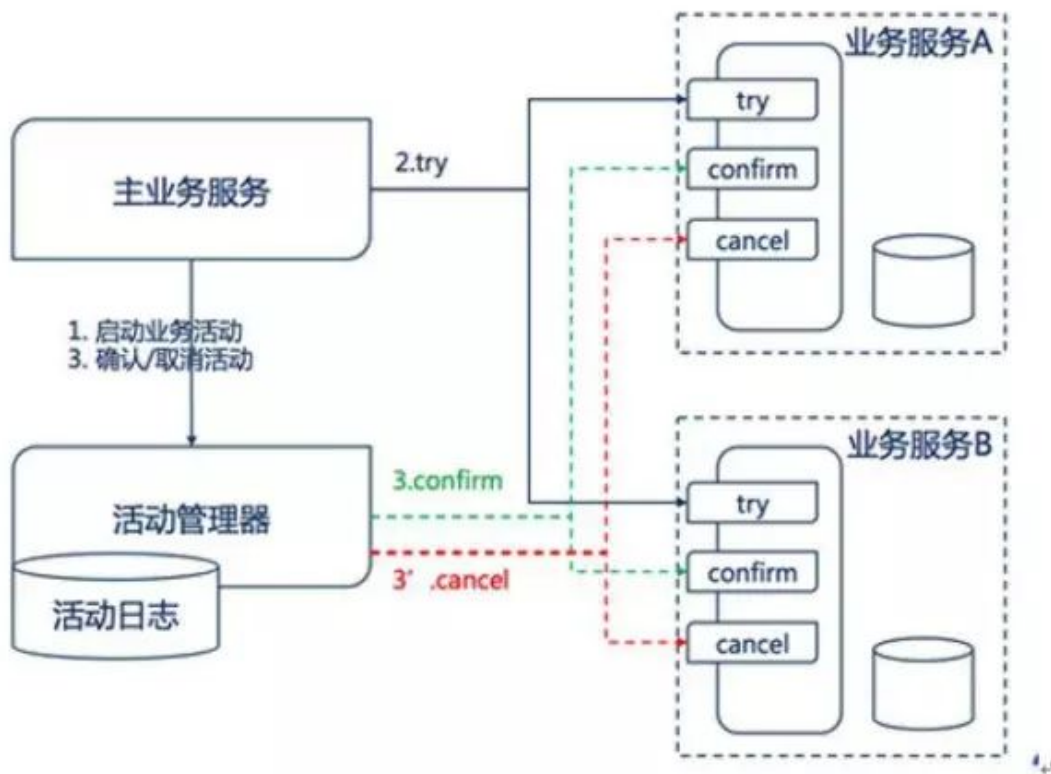 业务服务A
try
confirm
cancel
主业务服务
2.try
1. 启动业务活动
3. 确认/取消活动
活动管理器
活动日志
3.confirm
3′.cancel
业务服务B
try
confirm
cancel